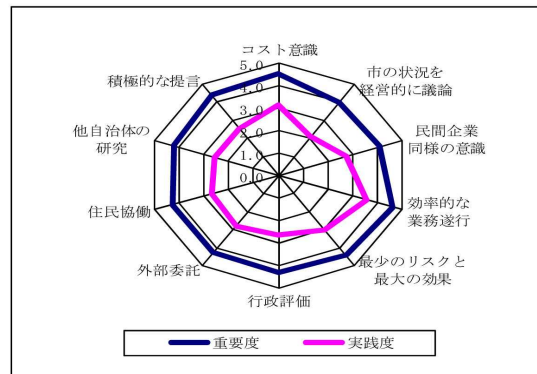 コスト意識
5.0
4.0
3.0
2.0
1.0
0.0
市の状況を
経営的に議論
民間企業
同様の意識
効率的な
業務遂行
最少のリスクと
最大の効果
行政評価
外部委託
住民協働
他自治体の
研究
積極的な提言
重要度
実践度